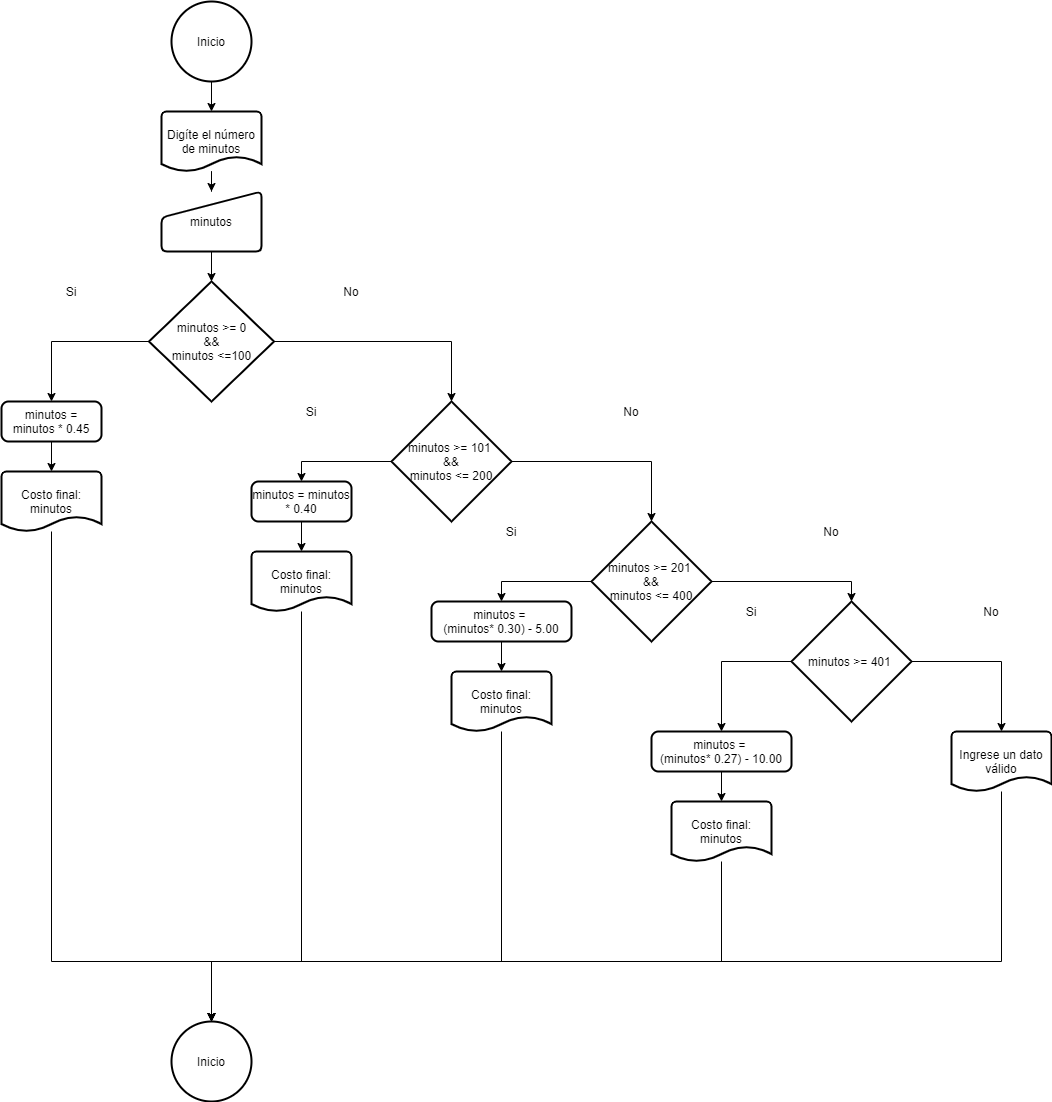 Inicio
Digíte el número
de minutos
minutos
Si
No
minutos >= 0
&&
minutos <=100
minutos =
minutos * 0.45
Costo final:
minutos
Si
No
minutos >= 101
&&
minutos <= 200
minutos = minutos
* 0.40
Costo final:
minutos
Si
No
minutos >= 201
&&
minutos <= 400
minutos =
(minutos* 0.30) - 5.00
Costo final:
minutos
Si
No
minutos >= 401
minutos =
(minutos* 0.27) - 10.00
Costo final:
minutos
Ingrese un dato
válido
Inicio